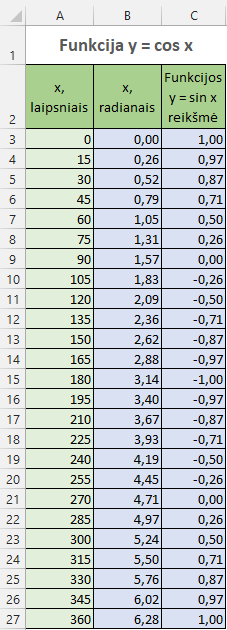 A B C
1 Funkcija y = cos x
2 x, laipsniais x, radianais Funkcijos y = sin x reikšmė
3 0 0,00 1,00
4 15 0,26 0,97
5 30 0,52 0,87
6 45 0,79 0,71
7 60 1,05 0,50
8 75 1,31 0,26
9 90 1,57 0,00
10 105 1,83 -0,26
11 120 2,09 -0,50
12 135 2,36 -0,71
13 150 2,62 -0,87
14 165 2,88 -0,97
15 180 3,14 -1,00
16 195 3,40 -0,97
17 210 3,67 -0,87
18 225 3,93 -0,71
19 240 4,19 -0,50
20 255 4,45 -0,26
21 270 4,71 0,00
22 285 4,97 0,26
23 300 5,24 0,50
24 315 5,50 0,71
25 330 5,76 0,87
26 345 6,02 0,97
27 360 6,28 1,00